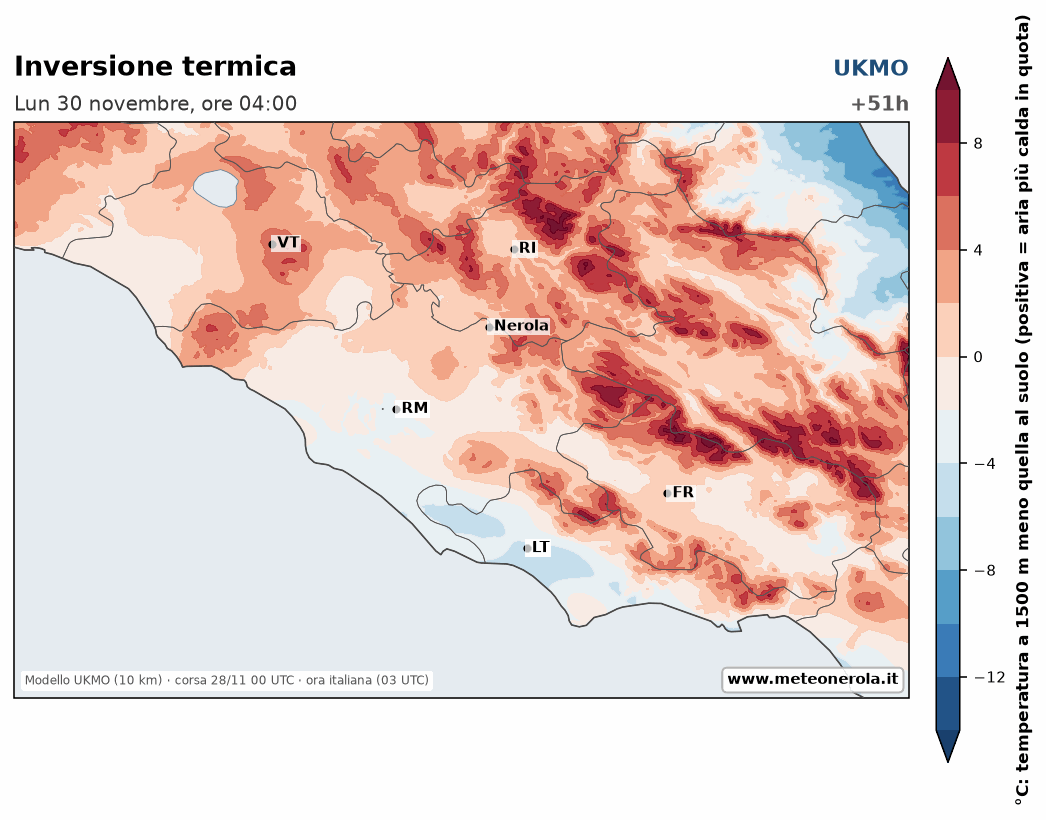 Inversione termica
UKMO
Lun 30 novembre, ore 04:00
+51h
VT
RI
Nerola
RM
FR
LT
Modello UKMO (10 km) · corsa 28/11 00 UTC · ora italiana (03 UTC)
www.meteonerola.it
8
4
0
−4
−8
−12
°C: temperatura a 1500 m meno quella al suolo (positiva = aria più calda in quota)